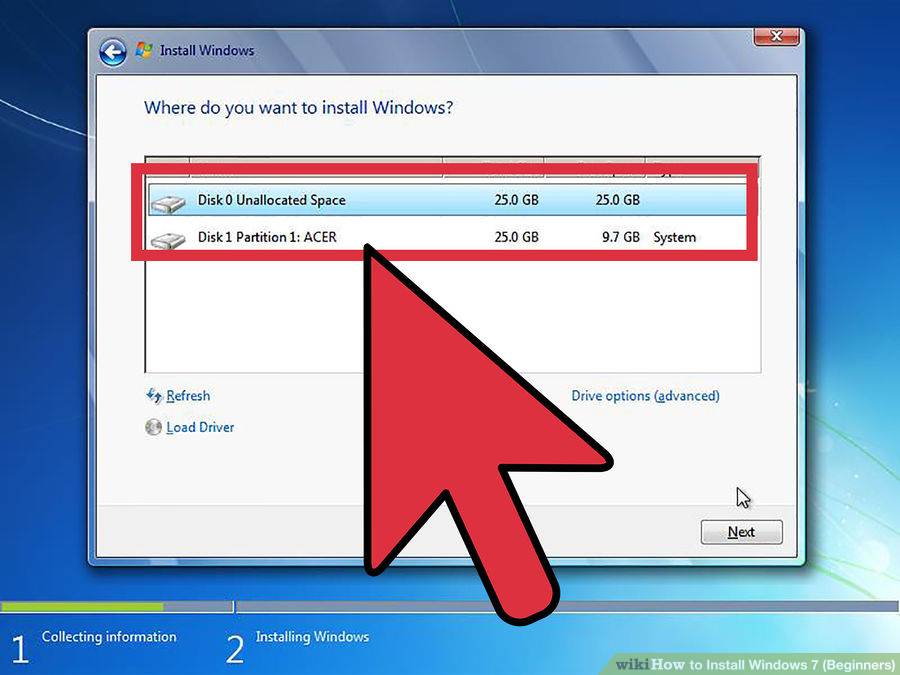 Install Windows
Where do you want to install Windows?
Disk 0 Unallocated Space 25.0 GB 25.0 GB
Disk 1 Partition 1: ACER 25.0 GB 9.7 GB System
Refresh Drive options (advanced)
Load Driver
Next
1 Collecting information 2 Installing Windows
wikiHow to Install Windows 7 (Beginners)